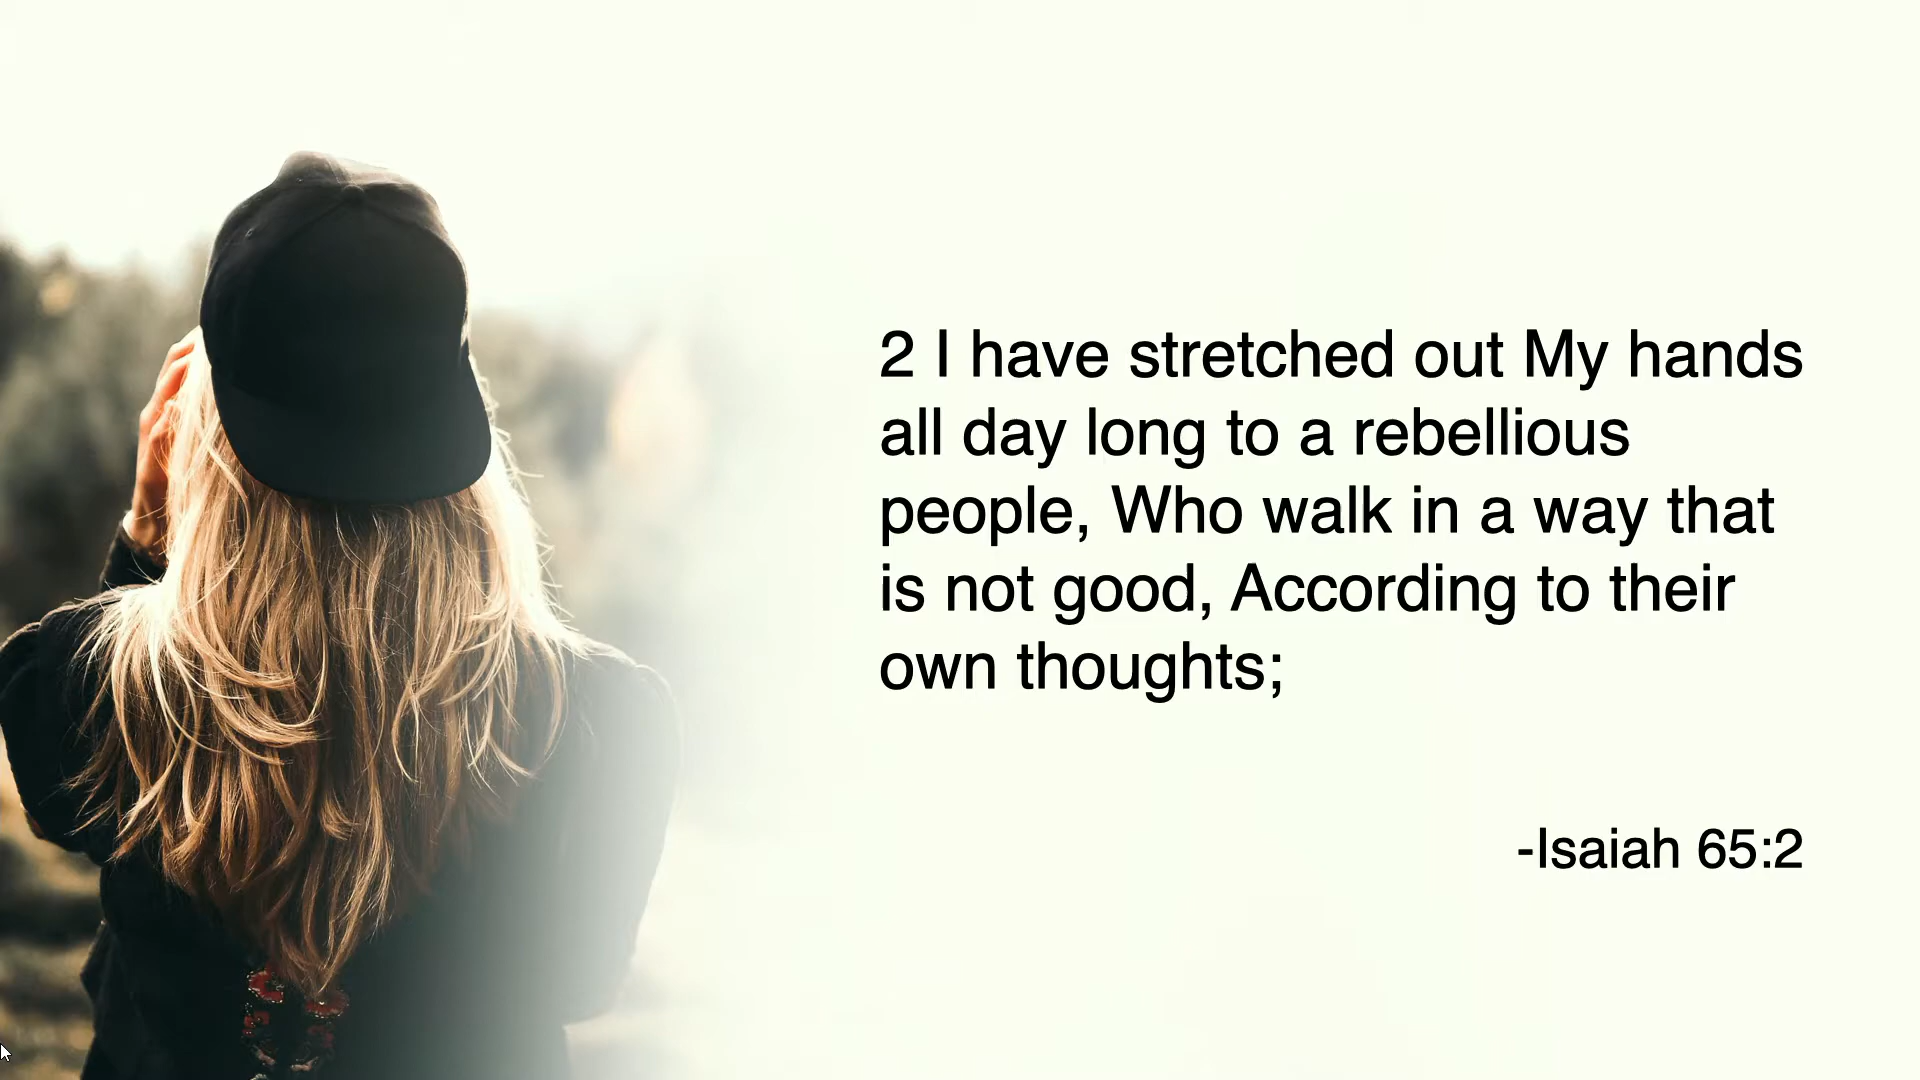 2 I have stretched out My hands
all day long to a rebellious
people, Who walk in a way that
is not good, According to their
own thoughts;
-Isaiah 65:2